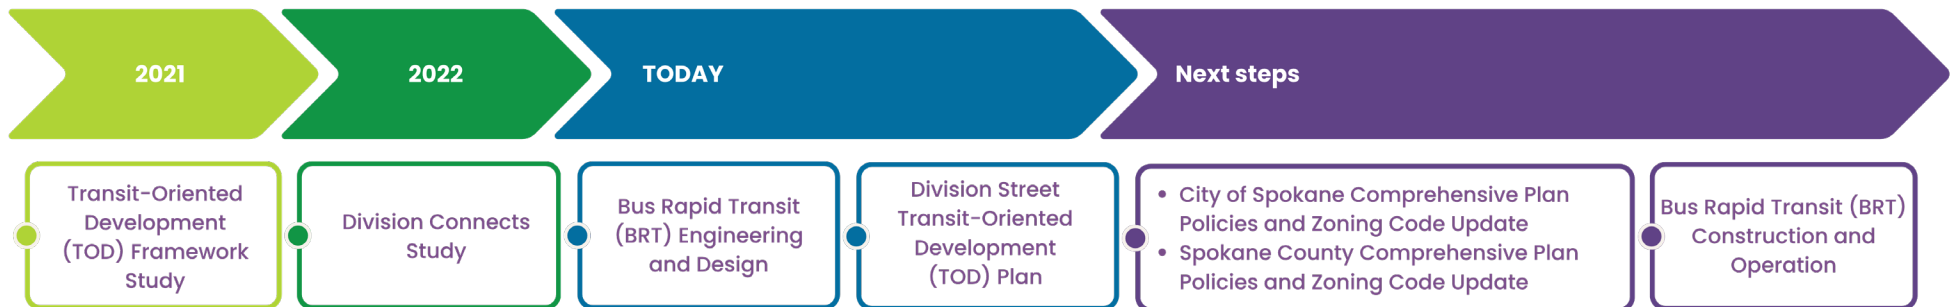 2021
2022
TODAY
Next steps
Transit-Oriented
Development
(TOD) Framework
Study
Division Connects
Study
Bus Rapid Transit
(BRT) Engineering
and Design
Division Street
Transit-Oriented
Development
(TOD) Plan
• City of Spokane Comprehensive Plan
Policies and Zoning Code Update
• Spokane County Comprehensive Plan
Policies and Zoning Code Update
Bus Rapid Transit (BRT)
Construction and
Operation